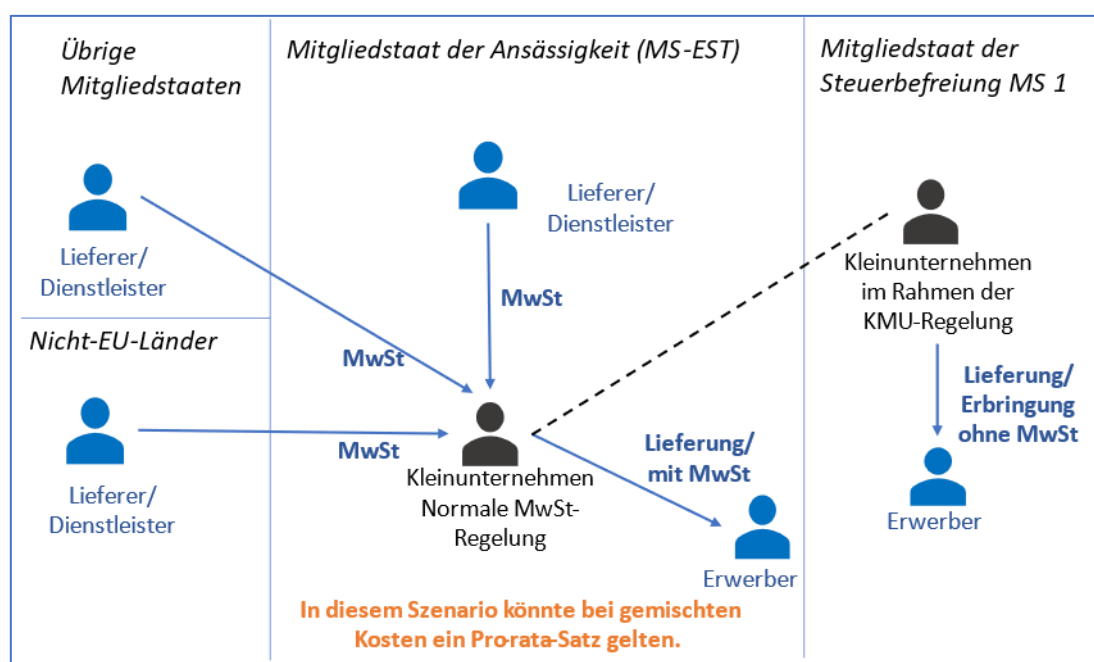 Übrige
Mitgliedstaaten
Lieferer/
Dienstleister
MwSt
Nicht-EU-Länder
Lieferer/
Dienstleister
MwSt
Mitgliedstaat der Ansässigkeit (MS-EST)
Lieferer/
Dienstleister
MwSt
Kleinunternehmen
Normale MwSt-
Regelung
Lieferung/
mit MwSt
Erwerber
In diesem Szenario könnte bei gemischten
Kosten ein Pro-rata-Satz gelten.
Mitgliedstaat der
Steuerbefreiung MS 1
Kleinunternehmen
im Rahmen der
KMU-Regelung
Lieferung/
Erbringung
ohne MwSt
Erwerber